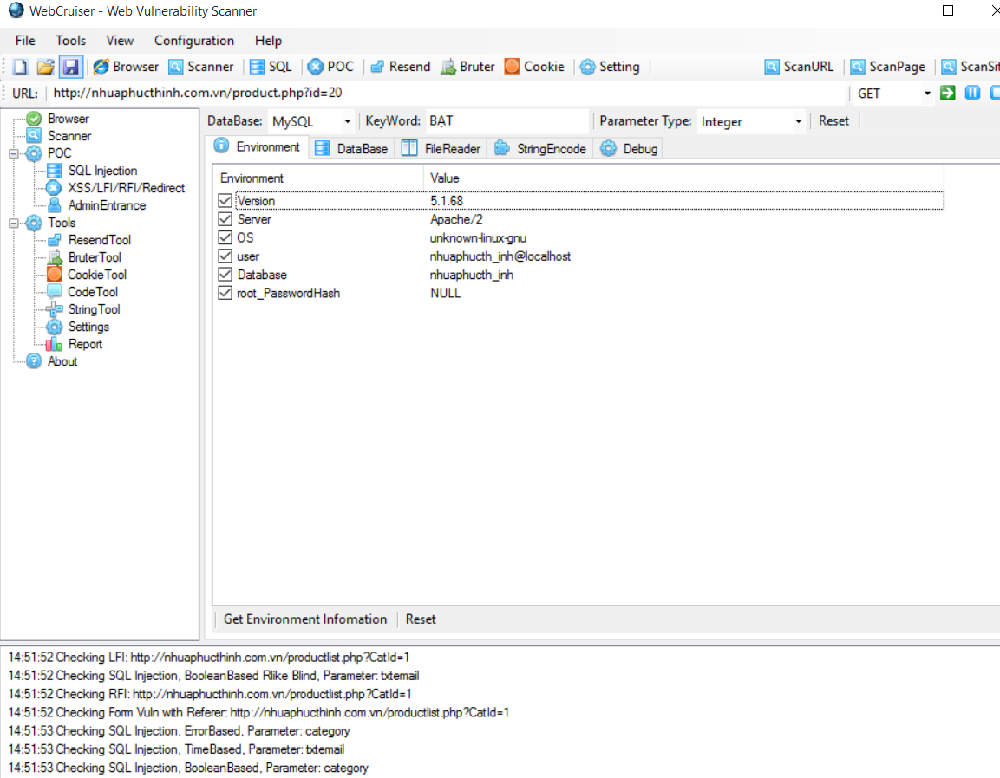 WebCruiser - Web Vulnerability Scanner
File Tools View Configuration Help
Browser Scanner SQL POC Resend Bruter Cookie Setting ScanURL ScanPage ScanSit
URL: http://nhuaphucthinh.com.vn/product.php?id=20 GET
Browser
Scanner
POC
SQL Injection
XSS/LFI/RFI/Redirect
AdminEntrance
Tools
ResendTool
BruterTool
CookieTool
CodeTool
StringTool
Settings
Report
About
DataBase: MySQL KeyWord: BẠT Parameter Type: Integer Reset
Environment DataBase FileReader StringEncode Debug
Environment Value
Version 5.1.68
Server Apache/2
OS unknown-linux-gnu
user nhuaphucth_inh@localhost
Database nhuaphucth_inh
root_PasswordHash NULL
Get Environment Infomation Reset
14:51:52 Checking LFI: http://nhuaphucthinh.com.vn/productlist.php?CatId=1
14:51:52 Checking SQL Injection, BooleanBased Rlike Blind, Parameter: txtemail
14:51:52 Checking RFI: http://nhuaphucthinh.com.vn/productlist.php?CatId=1
14:51:52 Checking Form Vuln with Referer: http://nhuaphucthinh.com.vn/productlist.php?CatId=1
14:51:53 Checking SQL Injection, ErrorBased, Parameter: category
14:51:53 Checking SQL Injection, TimeBased, Parameter: txtemail
14:51:53 Checking SQL Injection, BooleanBased, Parameter: category